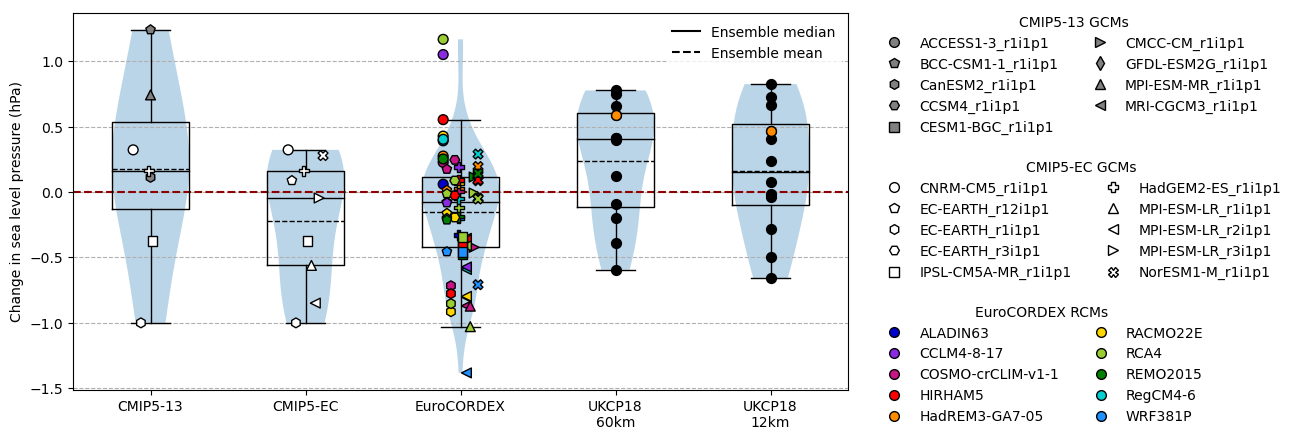 Change in sea level pressure (hPa)
1.0
0.5
0.0
−0.5
−1.0
−1.5
Ensemble median
Ensemble mean
CMIP5-13
CMIP5-EC
EuroCORDEX
UKCP18
60km
UKCP18
12km
CMIP5-13 GCMs
ACCESS1-3_r1i1p1
BCC-CSM1-1_r1i1p1
CanESM2_r1i1p1
CCSM4_r1i1p1
CESM1-BGC_r1i1p1
CMCC-CM_r1i1p1
GFDL-ESM2G_r1i1p1
MPI-ESM-MR_r1i1p1
MRI-CGCM3_r1i1p1
CMIP5-EC GCMs
CNRM-CM5_r1i1p1
EC-EARTH_r12i1p1
EC-EARTH_r1i1p1
EC-EARTH_r3i1p1
IPSL-CM5A-MR_r1i1p1
HadGEM2-ES_r1i1p1
MPI-ESM-LR_r1i1p1
MPI-ESM-LR_r2i1p1
MPI-ESM-LR_r3i1p1
NorESM1-M_r1i1p1
EuroCORDEX RCMs
ALADIN63
CCLM4-8-17
COSMO-crCLIM-v1-1
HIRHAM5
HadREM3-GA7-05
RACMO22E
RCA4
REMO2015
RegCM4-6
WRF381P